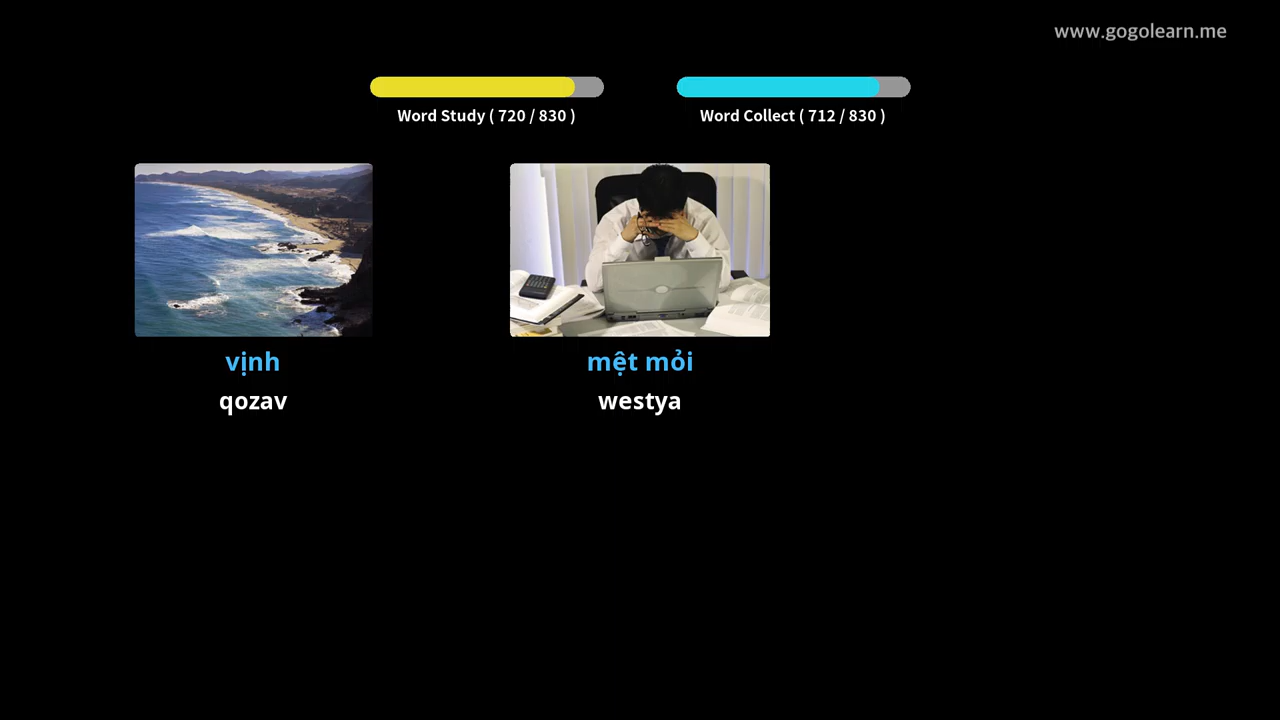 www.gogolearn.me
Word Study ( 720 / 830 )
Word Collect ( 712 / 830 )
vịnh
qozav
mệt mỏi
westya